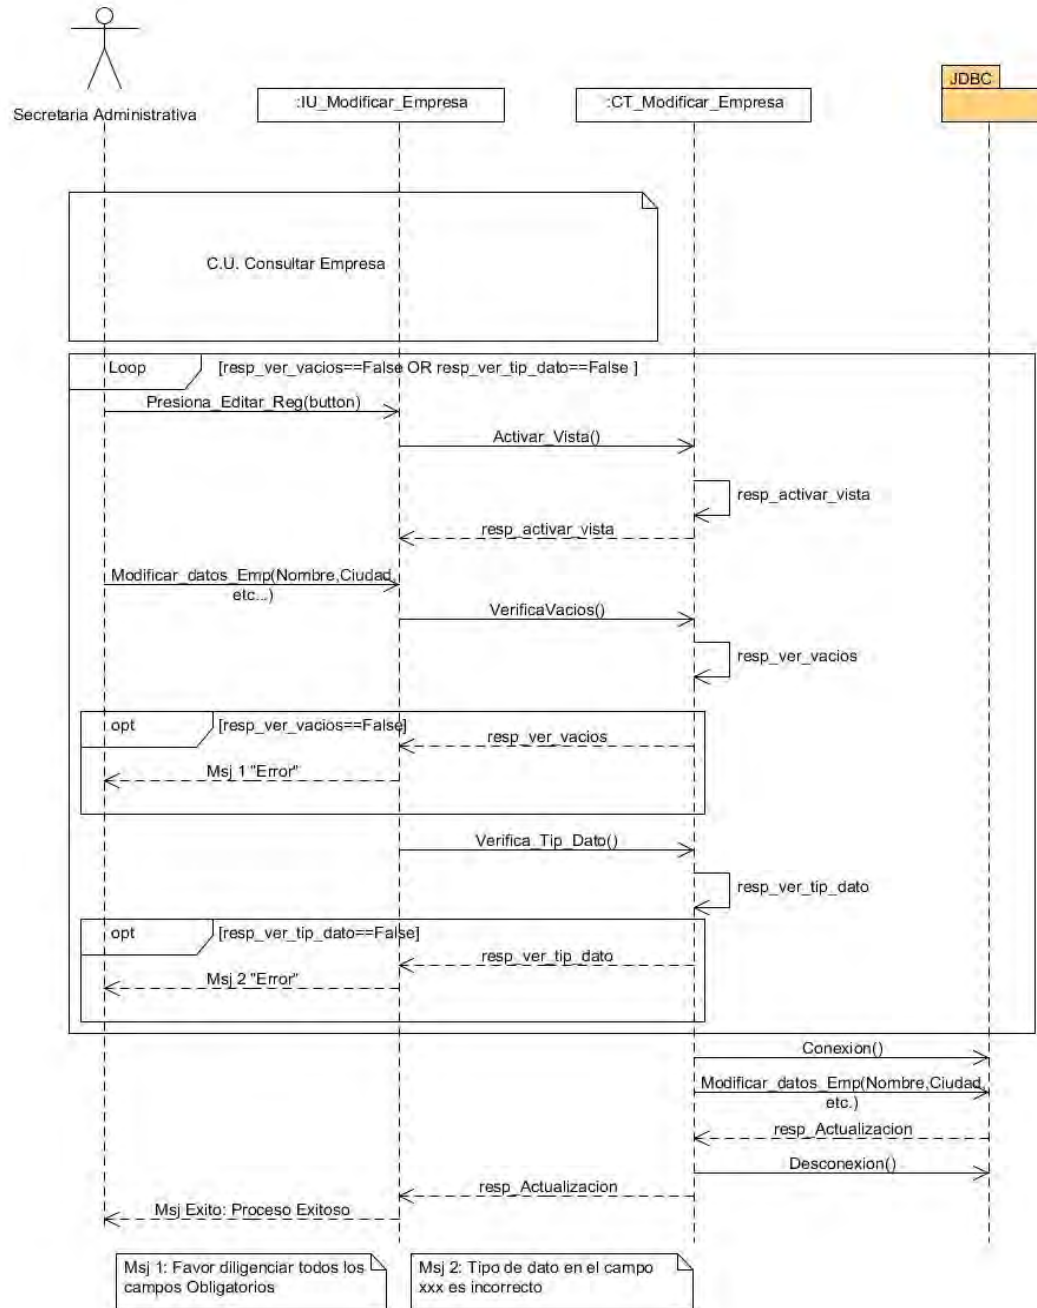 JDBC
:IU_Modificar_Empresa
:CT_Modificar_Empresa
Secretaria Administrativa
C.U. Consultar Empresa
Loop
[resp_ver_vacios==False OR resp_ver_tip_dato==False ]
Presiona_Editar_Reg(button)
Activar_Vista()
resp_activar_vista
resp_activar_vista
Modificar_datos_Emp(Nombre,Ciudad,
etc...)
VerificaVacios()
resp_ver_vacios
opt
[resp_ver_vacios==False]
resp_ver_vacios
Msj 1 "Error"
Verifica_Tip_Dato()
resp_ver_tip_dato
opt
[resp_ver_tip_dato==False]
resp_ver_tip_dato
Msj 2 "Error"
Conexion()
Modificar_datos_Emp(Nombre,Ciudad,
etc.)
resp_Actualizacion
Desconexion()
resp_Actualizacion
Msj Exito: Proceso Exitoso
Msj 1: Favor diligenciar todos los
campos Obligatorios
Msj 2: Tipo de dato en el campo
xxx es incorrecto